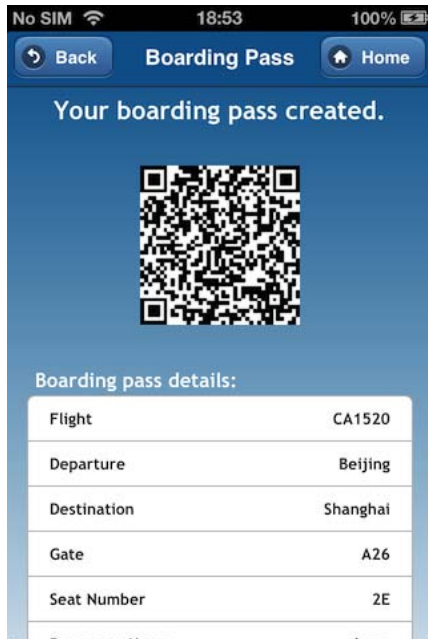 No SIM 18:53 100%
Back Boarding Pass Home
Your boarding pass created.
Boarding pass details:
Flight CA1520
Departure Beijing
Destination Shanghai
Gate A26
Seat Number 2E